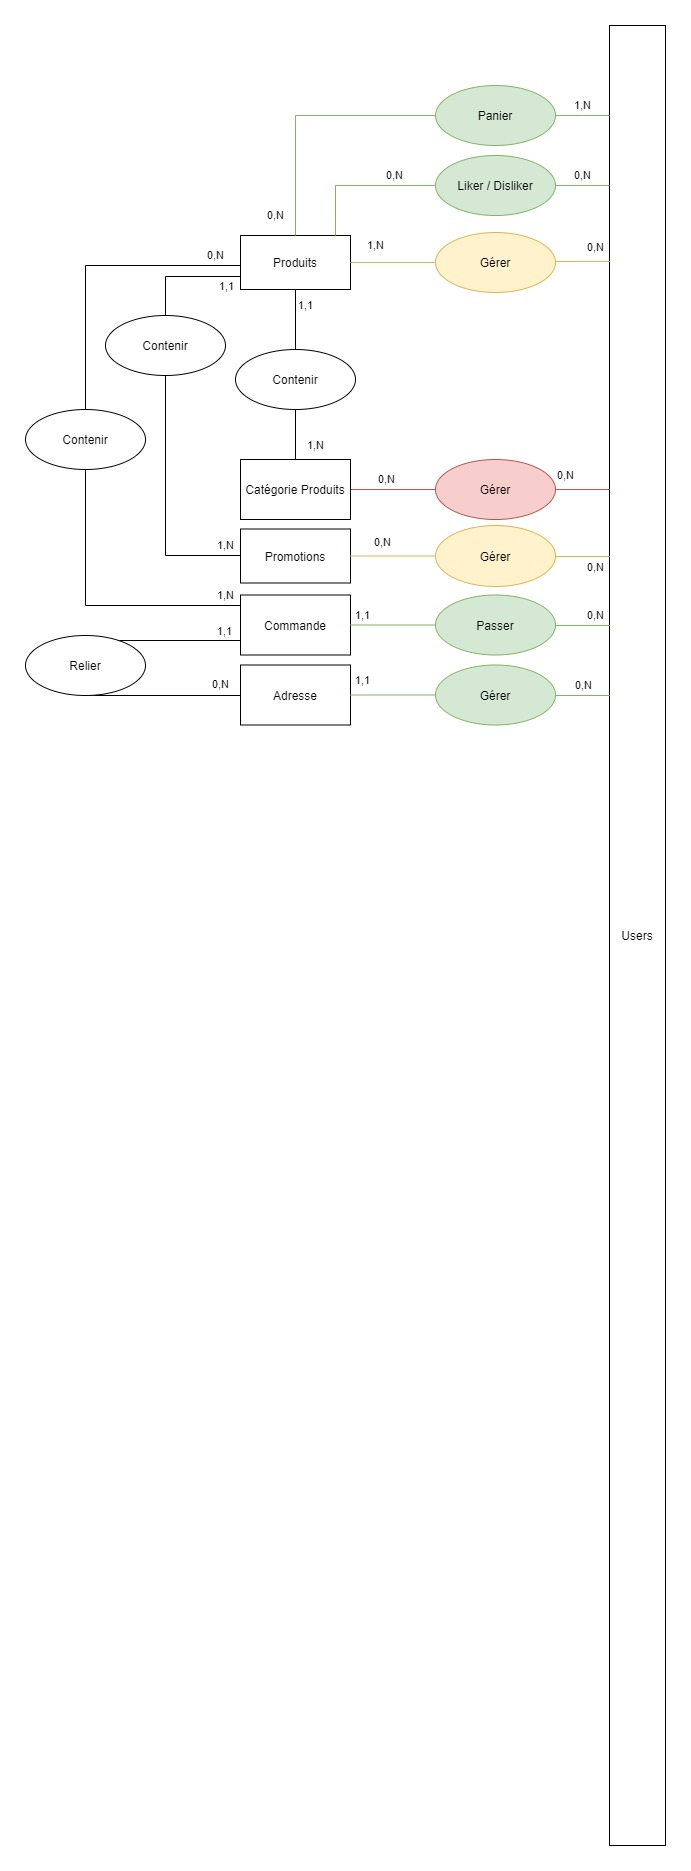 1,N
Panier
0,N
0,N
Liker / Disliker
0,N
1,N
0,N
0,N
Produits
Gérer
1,1
1,1
Contenir
Contenir
Contenir
1,N
0,N
0,N
Catégorie Produits
Gérer
1,N
0,N
Promotions
Gérer
0,N
1,N
1,1
0,N
Commande
Passer
1,1
Relier
0,N
1,1
0,N
Adresse
Gérer
Users